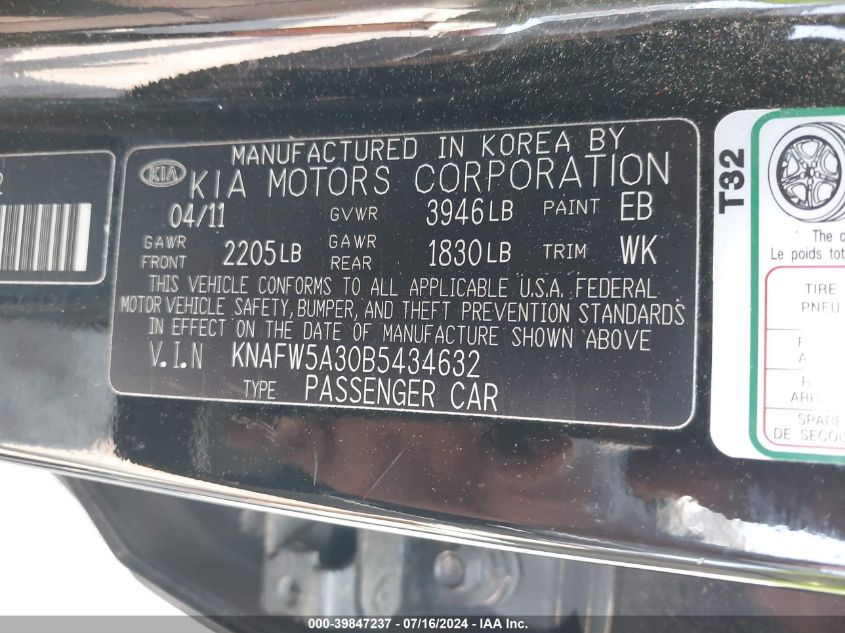 2
KIA
MANUFACTURED IN KOREA BY
KIA MOTORS CORPORATION
04/11 GVWR 3946LB PAINT EB
GAWR FRONT 2205LB GAWR REAR 1830LB TRIM WK
THIS VEHICLE CONFORMS TO ALL APPLICABLE U.S.A. FEDERAL
MOTOR VEHICLE SAFETY, BUMPER, AND THEFT PREVENTION STANDARDS
IN EFFECT ON THE DATE OF MANUFACTURE SHOWN ABOVE
V.I.N KNAFW5A30B5434632
TYPE PASSENGER CAR
T32
The
Le poids
TIRE
PNEU
SPARE
DE
000-39847237 - 07/16/2024 - IAA Inc.